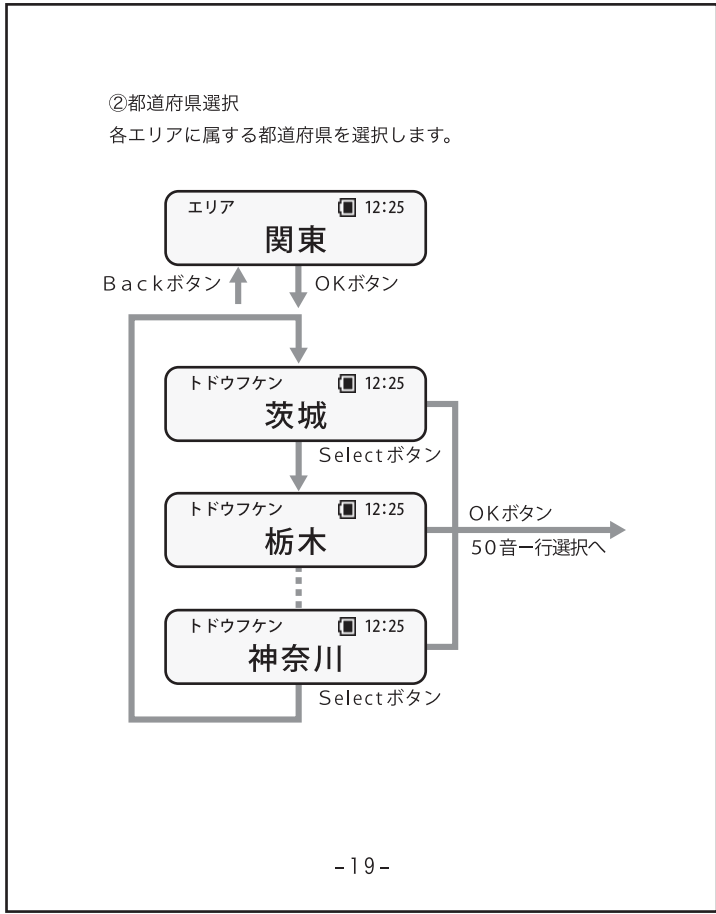 ②都道府県選択
各エリアに属する都道府県を選択します。
エリア 12:25
関東
Backボタン OKボタン
トドウフケン 12:25
茨城
Selectボタン
トドウフケン 12:25
栃木
OKボタン
50音ー行選択へ
トドウフケン 12:25
神奈川
Selectボタン
-19-